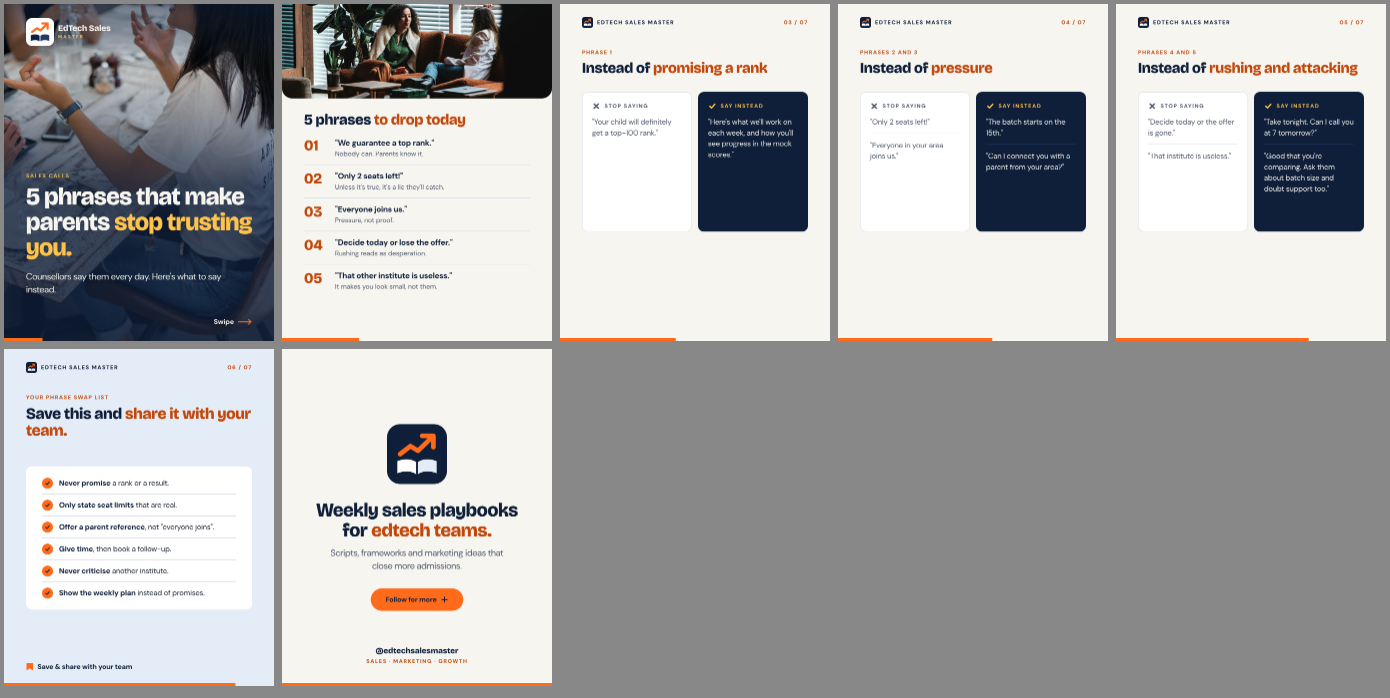 EdTech Sales
MASTER
SALES CALLS
5 phrases that make
parents stop trusting
you.
Counsellors say them every day. Here's what to say
instead.
Swipe
5 phrases to drop today
01
"We guarantee a top rank."
Nobody can. Parents know it.
02
"Only 2 seats left!"
Unless it's true, it's a lie they'll catch.
03
"Everyone joins us."
Pressure, not proof.
04
"Decide today or lose the offer."
Rushing reads as desperation.
05
"That other institute is useless."
It makes you look small, not them.
EDTECH SALES MASTER
03 / 07
PHRASE 1
Instead of promising a rank
STOP SAYING
"Your child will definitely
get a top-100 rank."
SAY INSTEAD
"Here's what we'll work on
each week, and how you'll
see progress in the mock
scores."
EDTECH SALES MASTER
04 / 07
PHRASES 2 AND 3
Instead of pressure
STOP SAYING
"Only 2 seats left!"
"Everyone in your area
joins us."
SAY INSTEAD
"The batch starts on the
15th."
"Can I connect you with a
parent from your area?"
EDTECH SALES MASTER
05 / 07
PHRASES 4 AND 5
Instead of rushing and attacking
STOP SAYING
"Decide today or the offer
is gone."
"That institute is useless."
SAY INSTEAD
"Take tonight. Can I call you
at 7 tomorrow?"
"Good that you're
comparing. Ask them
about batch size and
doubt support too."
EDTECH SALES MASTER
06 / 07
YOUR PHRASE SWAP LIST
Save this and share it with your
team.
Never promise a rank or a result.
Only state seat limits that are real.
Offer a parent reference, not "everyone joins".
Give time, then book a follow-up.
Never criticise another institute.
Show the weekly plan instead of promises.
Save & share with your team
Weekly sales playbooks
for edtech teams.
Scripts, frameworks and marketing ideas that
close more admissions.
Follow for more +
@edtechsalesmaster
SALES · MARKETING · GROWTH